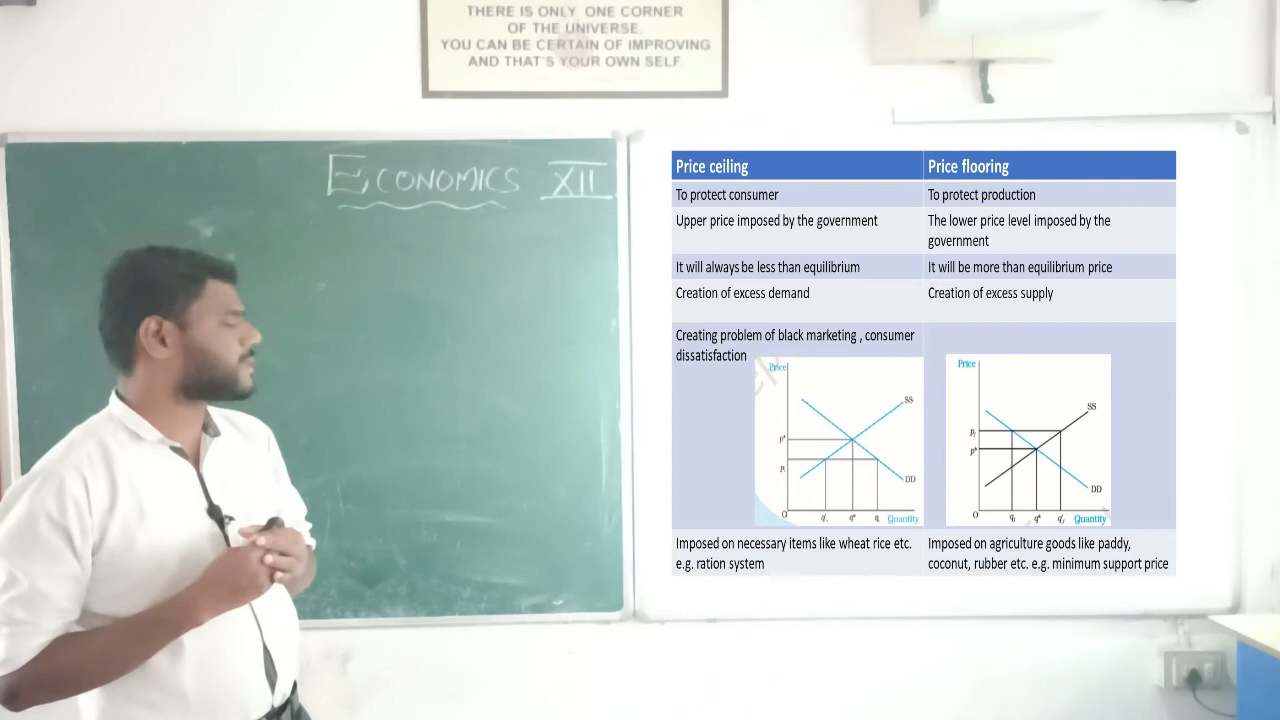 THERE IS ONLY ONE CORNER
OF THE UNIVERSE,
YOU CAN BE CERTAIN OF IMPROVING
AND THAT'S YOUR OWN SELF.
ECONOMICS XII
Price ceiling
Price flooring
To protect consumer
To protect production
Upper price imposed by the government
The lower price level imposed by the
government
It will always be less than equilibrium
It will be more than equilibrium price
Creation of excess demand
Creation of excess supply
Creating problem of black marketing , consumer
dissatisfaction
Price
SS
p*
DD
O
q*
Quantity
Price
SS
p*
DD
O
q*
Quantity
Imposed on necessary items like wheat rice etc.
e.g. ration system
Imposed on agriculture goods like paddy,
coconut, rubber etc. e.g. minimum support price